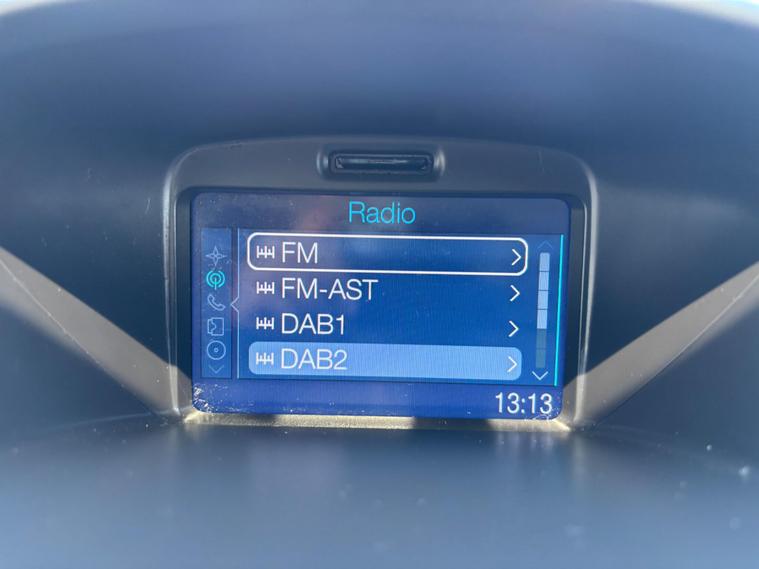 Radio
FM
FM-AST
DAB1
DAB2
13:13